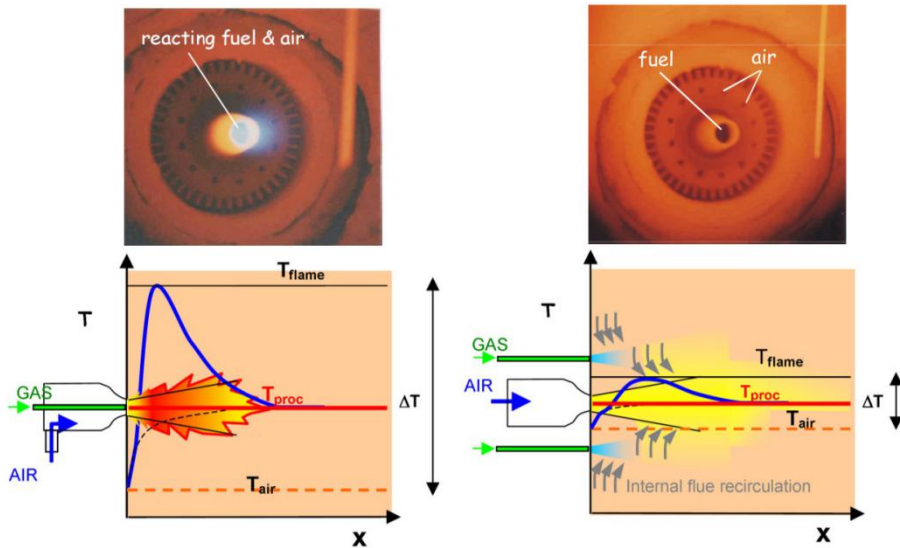 reacting fuel & air
fuel
air
T
Tflame
GAS
Tproc
ΔT
AIR
Tair
x
T
GAS
Tflame
AIR
Tproc
ΔT
Tair
Internal flue recirculation
x